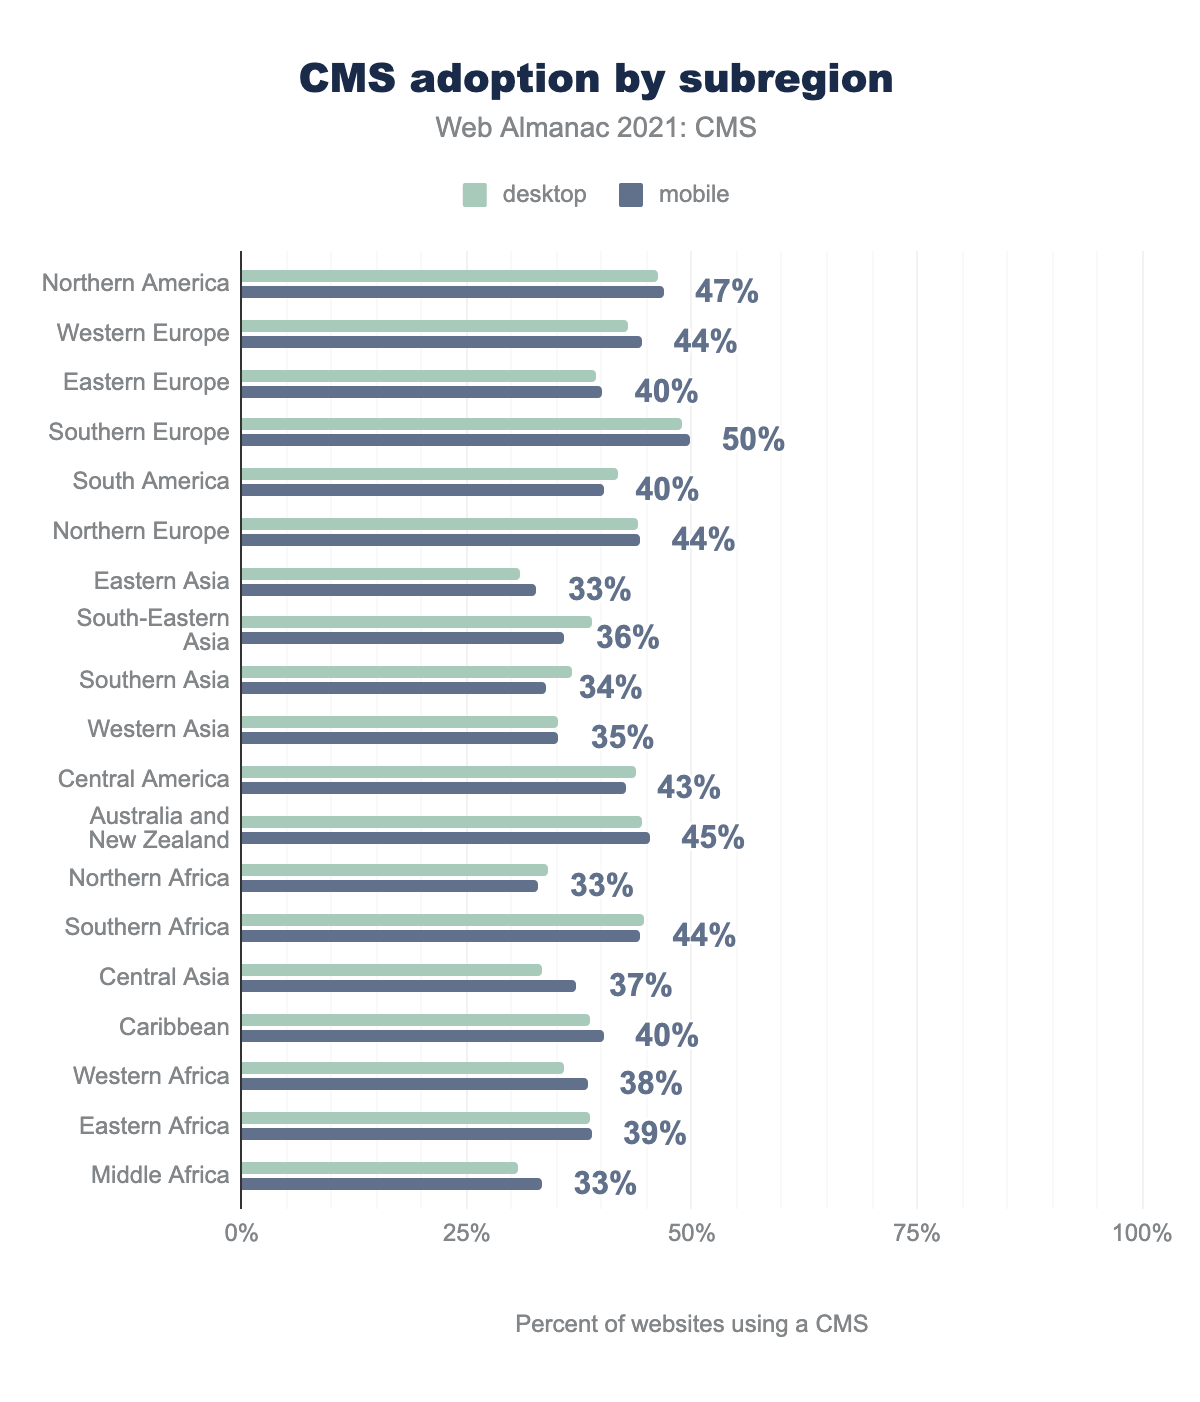 CMS adoption by subregion
Web Almanac 2021: CMS
desktop mobile
Northern America 47%
Western Europe 44%
Eastern Europe 40%
Southern Europe 50%
South America 40%
Northern Europe 44%
Eastern Asia 33%
South-Eastern
Asia 36%
Southern Asia 34%
Western Asia 35%
Central America 43%
Australia and
New Zealand 45%
Northern Africa 33%
Southern Africa 44%
Central Asia 37%
Caribbean 40%
Western Africa 38%
Eastern Africa 39%
Middle Africa 33%
0% 25% 50% 75% 100%
Percent of websites using a CMS